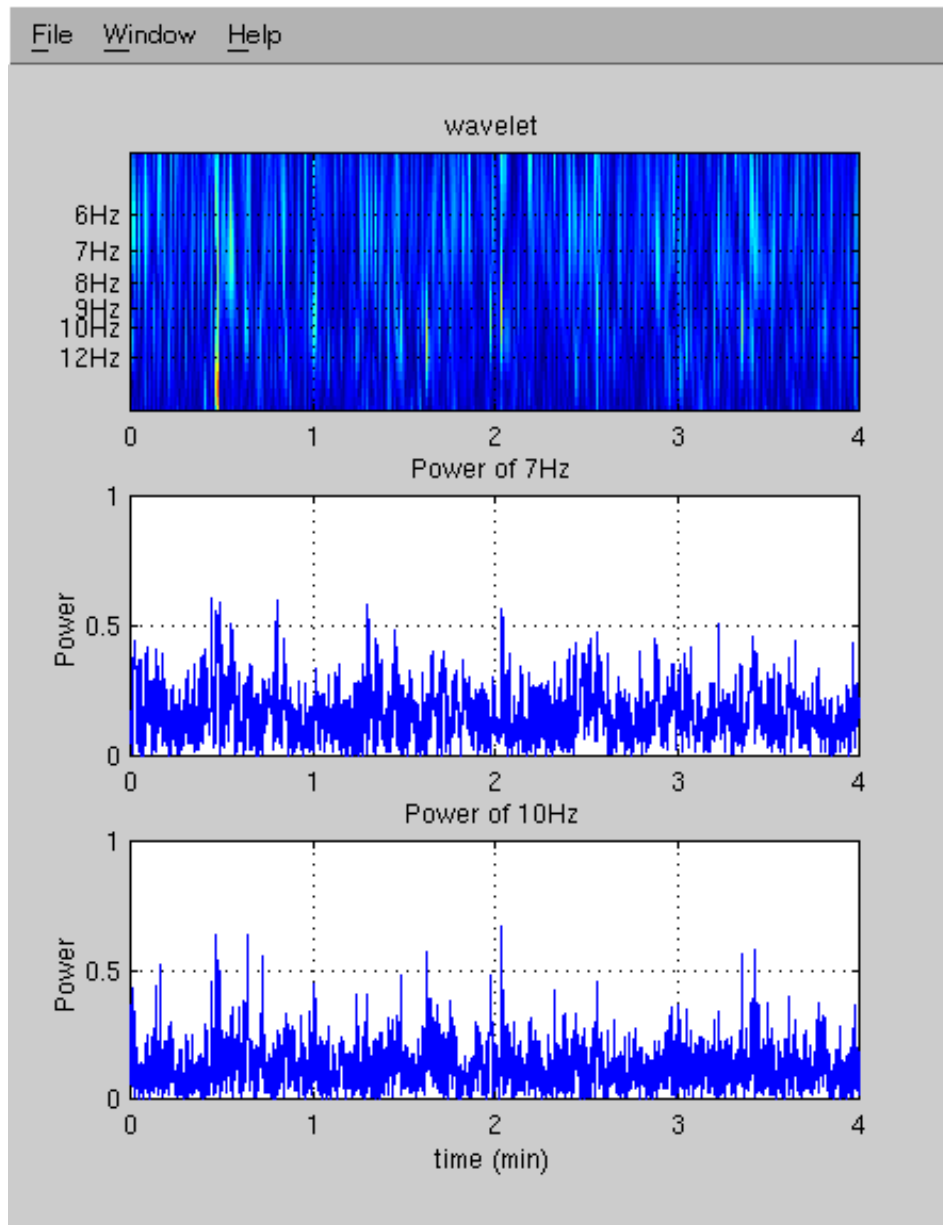 File Window Help
wavelet
6Hz
7Hz
8Hz
9Hz
10Hz
12Hz
0 1 2 3 4
Power of 7Hz
1
0.5
0
Power
0 1 2 3 4
Power of 10Hz
1
0.5
0
Power
0 1 2 3 4
time (min)